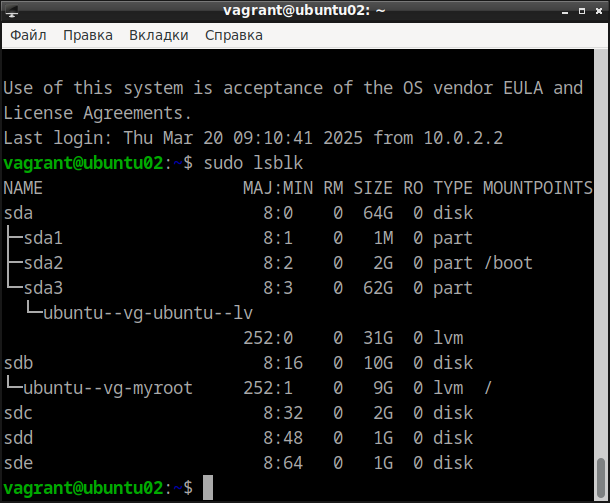 vagrant@ubuntu02: ~
Файл Правка Вкладки Справка
Use of this system is acceptance of the OS vendor EULA and
License Agreements.
Last login: Thu Mar 20 09:10:41 2025 from 10.0.2.2
vagrant@ubuntu02:~$ sudo lsblk
NAME                    MAJ:MIN RM SIZE RO TYPE MOUNTPOINTS
sda                       8:0    0  64G  0 disk
├─sda1                    8:1    0   1M  0 part
├─sda2                    8:2    0   2G  0 part /boot
└─sda3                    8:3    0  62G  0 part
  └─ubuntu--vg-ubuntu--lv
                        252:0    0  31G  0 lvm
sdb                       8:16   0  10G  0 disk
└─ubuntu--vg-myroot     252:1    0   9G  0 lvm  /
sdc                       8:32   0   2G  0 disk
sdd                       8:48   0   1G  0 disk
sde                       8:64   0   1G  0 disk
vagrant@ubuntu02:~$